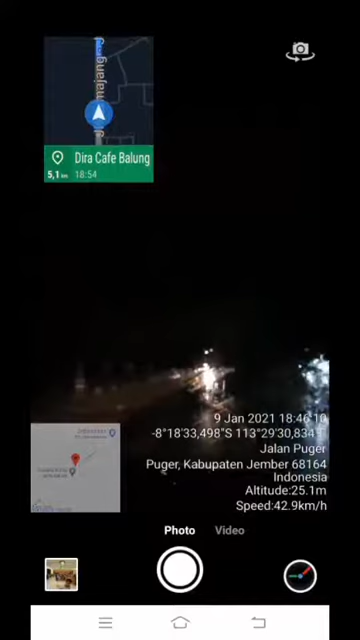 Dira Cafe Balung
5,1 km 18:54
9 Jan 2021 18:46:10
-8°18'33,498"S 113°29'30,834"
Jalan Puger
Puger, Kabupaten Jember 68164
Indonesia
Altitude:25.1m
Speed:42.9km/h
Photo Video